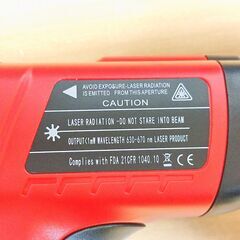 AVOID EXPOSURE-LASER RADIATION
IS EMITTED FROM THIS APERTURE
CAUTION
LASER RADIATION -DO NOT STARE INTO BEAM
OUTPUT<1mW WAVELENGTH 630-670 nm LASER PRODUCT
Complies with FDA 21CFR 1040.10